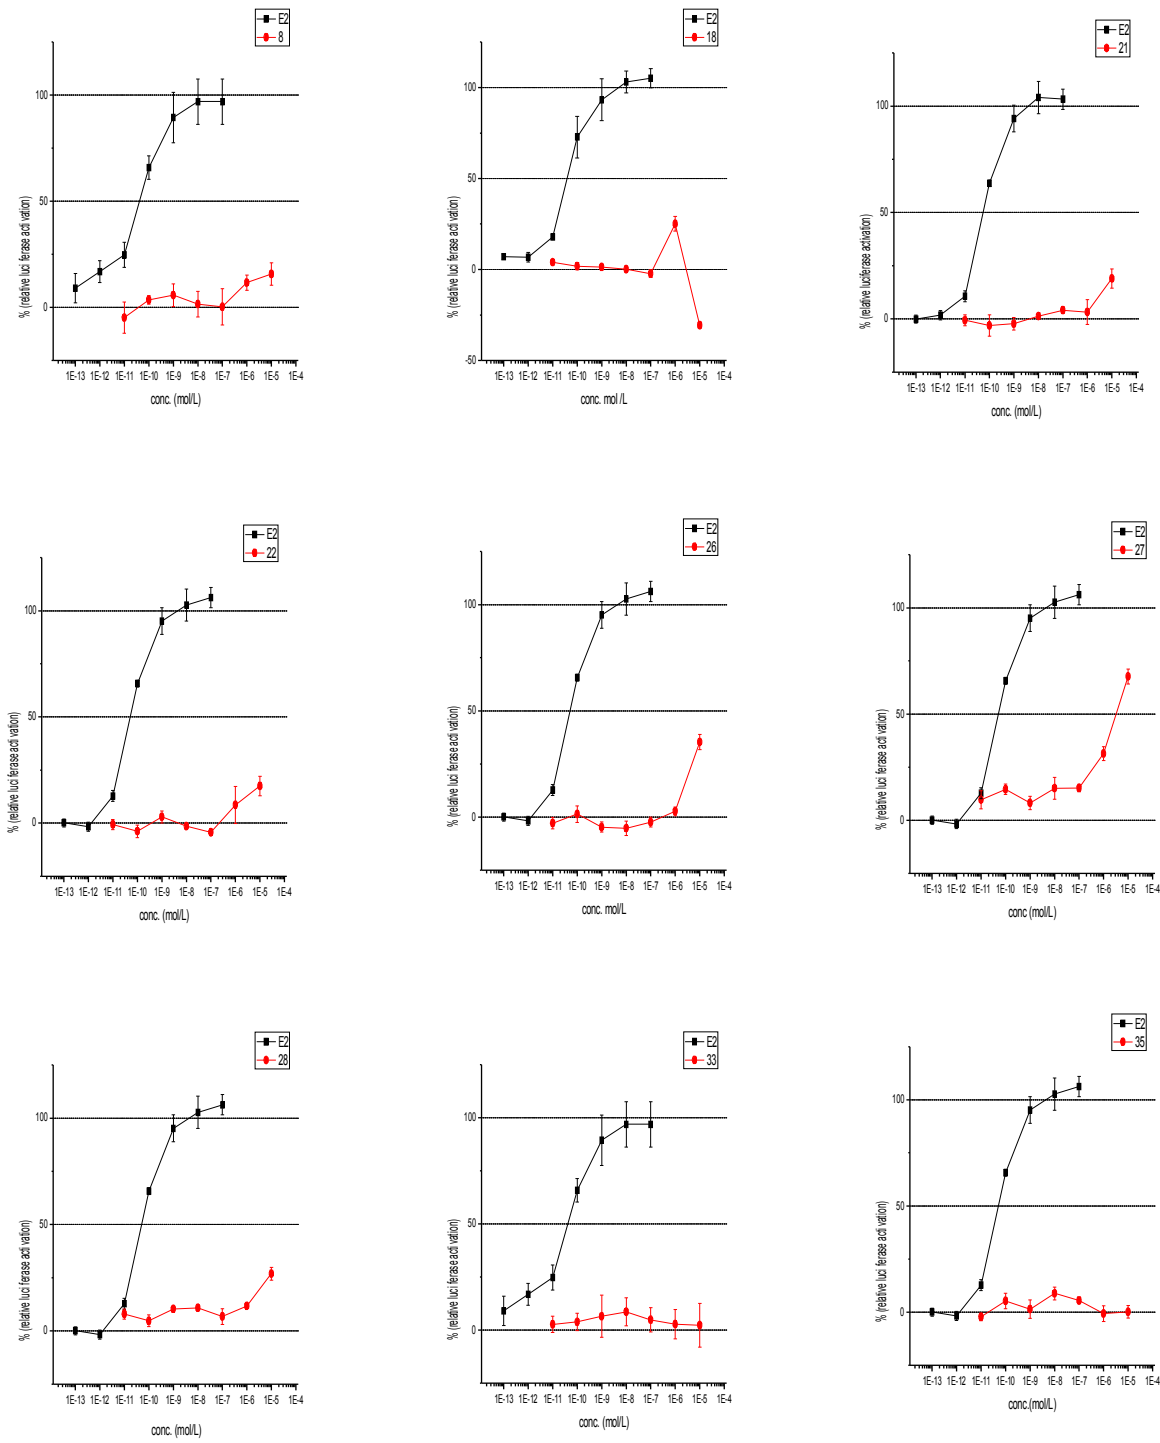 E2
8
100
50
0
% (relative luci ferase acti vation)
1E-13 1E-12 1E-11 1E-10 1E-9 1E-8 1E-7 1E-6 1E-5 1E-4
conc. (mol/L)
E2
18
100
50
0
-50
% (relative luci ferase acti vation)
1E-13 1E-12 1E-11 1E-10 1E-9 1E-8 1E-7 1E-6 1E-5 1E-4
conc. mol /L
E2
21
100
50
0
% (relative luciferase activation)
1E-13 1E-12 1E-11 1E-10 1E-9 1E-8 1E-7 1E-6 1E-5 1E-4
conc. (mol/L)
E2
22
100
50
0
% (relative luci ferase acti vation)
1E-13 1E-12 1E-11 1E-10 1E-9 1E-8 1E-7 1E-6 1E-5 1E-4
conc. (mol/L)
E2
26
100
50
0
% (relative luci ferase acti vation)
1E-13 1E-12 1E-11 1E-10 1E-9 1E-8 1E-7 1E-6 1E-5 1E-4
conc. mol/L
E2
27
100
50
0
% (relative luci ferase acti vation)
1E-13 1E-12 1E-11 1E-10 1E-9 1E-8 1E-7 1E-6 1E-5 1E-4
conc (mol/L)
E2
28
100
50
0
% (relative luci ferase acti vation)
1E-13 1E-12 1E-11 1E-10 1E-9 1E-8 1E-7 1E-6 1E-5 1E-4
conc. (mol/L)
E2
33
100
50
0
% (relative luci ferase acti vation)
1E-13 1E-12 1E-11 1E-10 1E-9 1E-8 1E-7 1E-6 1E-5 1E-4
conc. (mol/L)
E2
35
100
50
0
% (relative luci ferase acti vation)
1E-13 1E-12 1E-11 1E-10 1E-9 1E-8 1E-7 1E-6 1E-5 1E-4
conc.(mol/L)